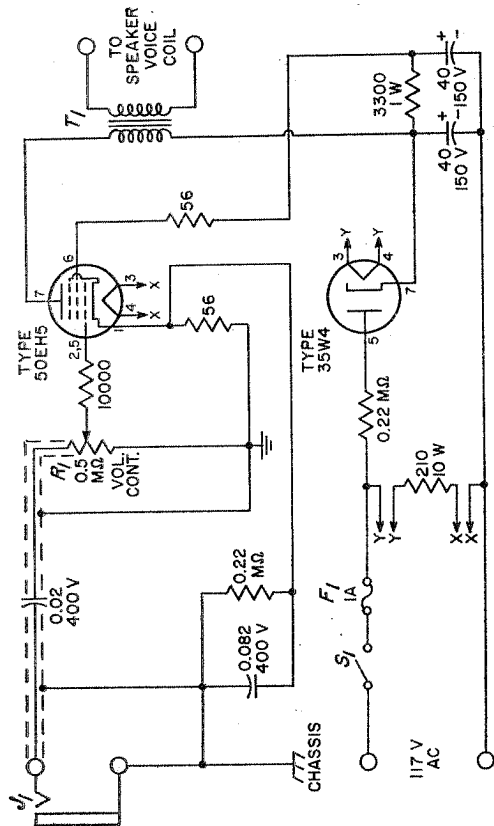 J1
0.02
400 V
R1
0.5
MΩ
VOL.
CONT.
10000
TYPE
50EH5
2,5
7
6
1
4
3
X
X
56
56
T1
TO
SPEAKER
VOICE
COIL
0.082
400 V
0.22
MΩ
CHASSIS
117 V
AC
S1
F1
1A
Y
Y
210
10 W
X
X
0.22 MΩ
TYPE
35W4
5
3
Y
4
Y
7
3300
1 W
40
150 V
+
-
40
150 V
+
-